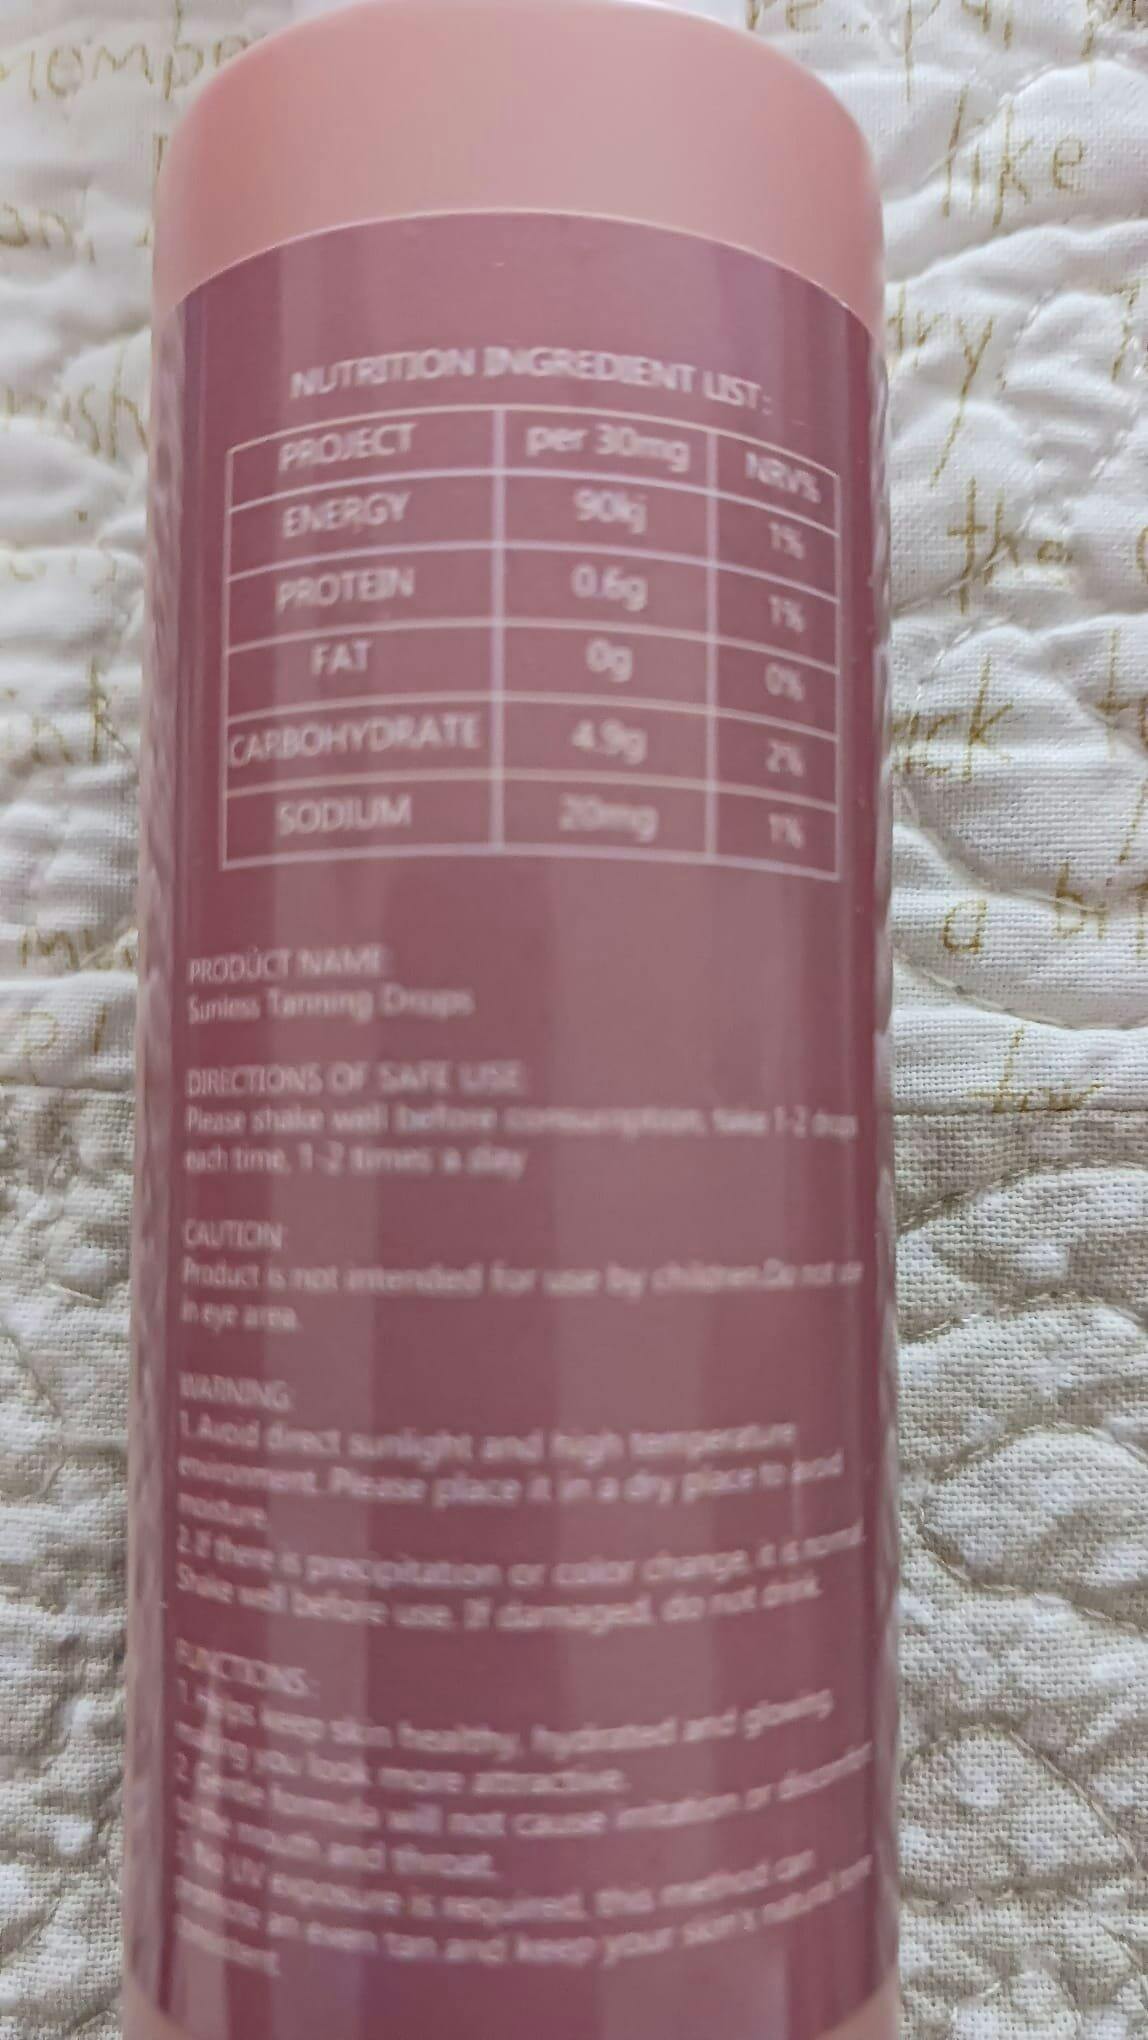 NUTRITION INGREDIENT LIST:
PROJECT per 30mg NRV%
ENERGY 90kj 1%
PROTEIN 0.6g 1%
FAT 0g 0%
CARBOHYDRATE 4.9g 2%
SODIUM 20mg 1%
PRODUCT NAME:
Sunless Tanning Drops
DIRECTIONS OF SAFE USE:
Please shake well before consumption, take 1-2 drops
each time, 1-2 times a day
CAUTION:
Product is not intended for use by children.Do not use
in eye area.
WARNING:
1.Avoid direct sunlight and high temperature
environment. Please place it in a dry place to avoid
moisture.
2.If there is precipitation or color change, it is normal.
Shake well before use, If damaged, do not drink.
FUNCTIONS:
1.Helps keep skin healthy, hydrated and glowing
making you look more attractive.
2.Gentle formula will not cause irritation or discomfort
to the mouth and throat.
3.No UV exposure is required, this method can
an even tan and keep your skin's natural
like
a